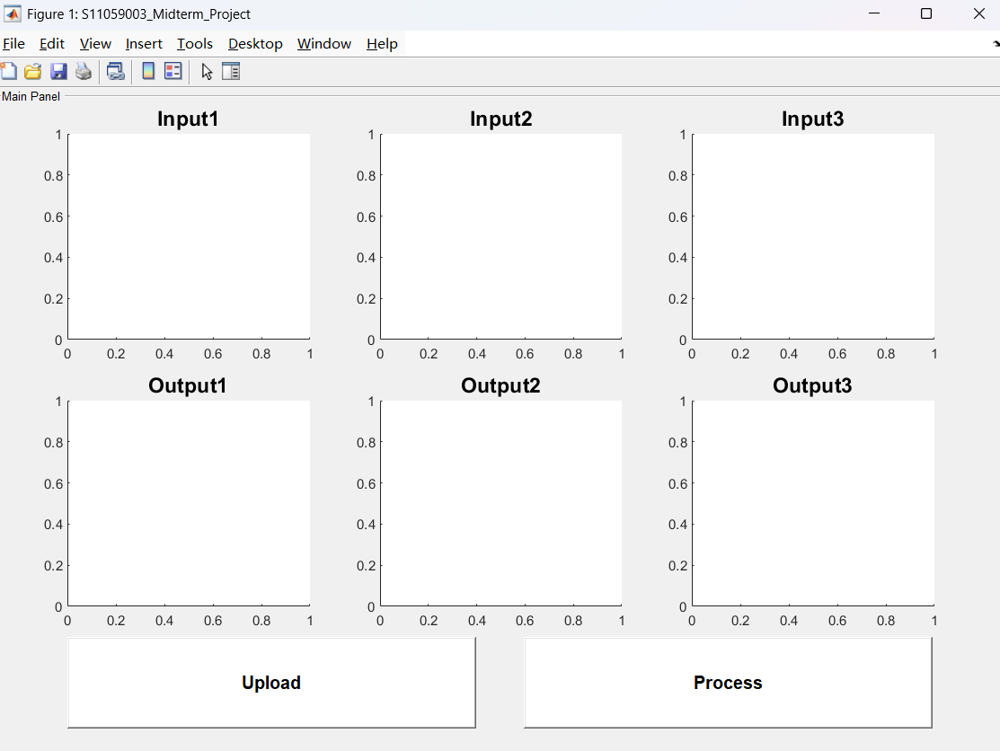 Figure 1: S11059003_Midterm_Project
File Edit View Insert Tools Desktop Window Help
Main Panel
Input1 Input2 Input3
1 1 1
0.8 0.8 0.8
0.6 0.6 0.6
0.4 0.4 0.4
0.2 0.2 0.2
0 0 0
0 0.2 0.4 0.6 0.8 1 0 0.2 0.4 0.6 0.8 1 0 0.2 0.4 0.6 0.8 1
Output1 Output2 Output3
1 1 1
0.8 0.8 0.8
0.6 0.6 0.6
0.4 0.4 0.4
0.2 0.2 0.2
0 0 0
0 0.2 0.4 0.6 0.8 1 0 0.2 0.4 0.6 0.8 1 0 0.2 0.4 0.6 0.8 1
Upload Process